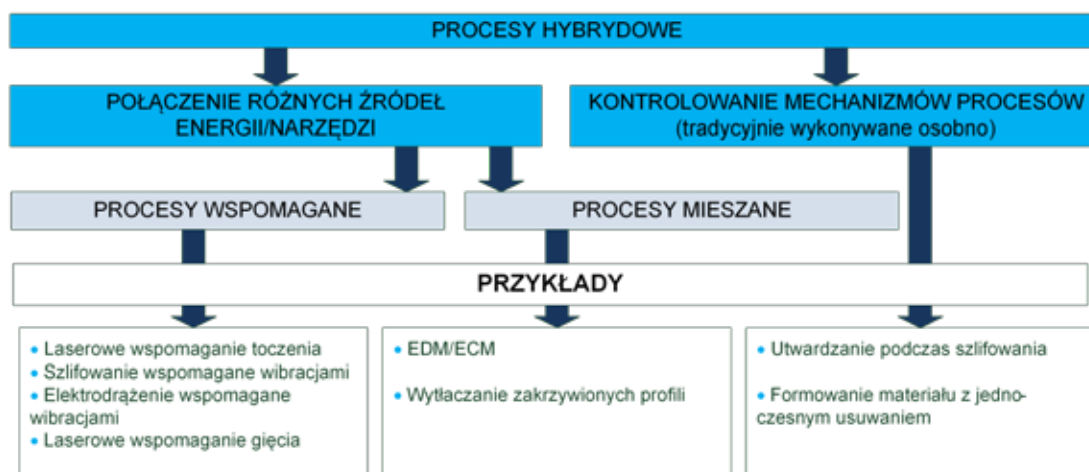 PROCESY HYBRYDOWE
POŁĄCZENIE RÓŻNYCH ŹRÓDEŁ
ENERGII/NARZĘDZI
KONTROLOWANIE MECHANIZMÓW PROCESÓW
(tradycyjnie wykonywane osobno)
PROCESY WSPOMAGANE
PROCESY MIESZANE
PRZYKŁADY
• Laserowe wspomaganie toczenia
• Szlifowanie wspomagane wibracjami
• Elektrodrążenie wspomagane
wibracjami
• Laserowe wspomaganie gięcia
• EDM/ECM
• Wytłaczanie zakrzywionych profili
• Utwardzanie podczas szlifowania
• Formowanie materiału z jedno-
czesnym usuwaniem